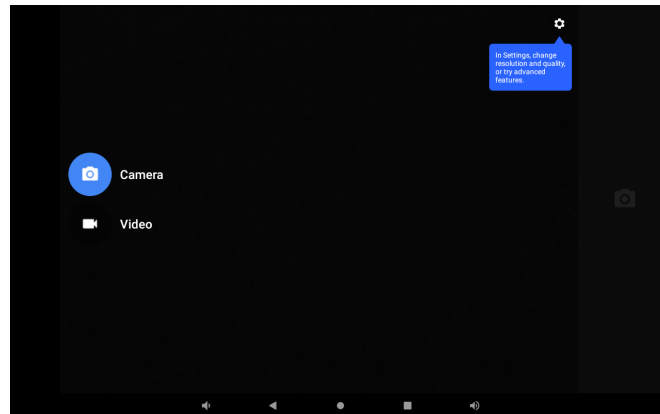 In Settings, change
resolution and quality,
or try advanced
features.
Camera
Video